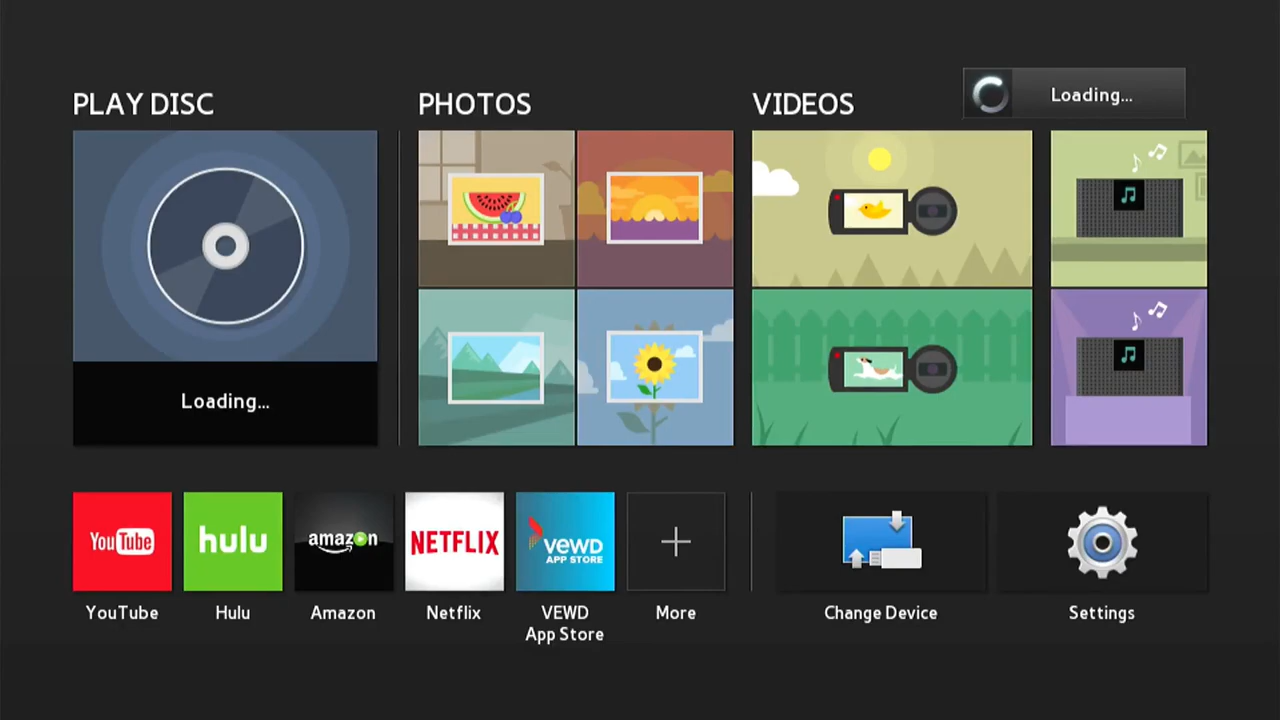 PLAY DISC
PHOTOS
VIDEOS
Loading...
Loading...
YouTube
hulu
amazon
NETFLIX
VEWD
APP STORE
YouTube
Hulu
Amazon
Netflix
VEWD
App Store
More
Change Device
Settings